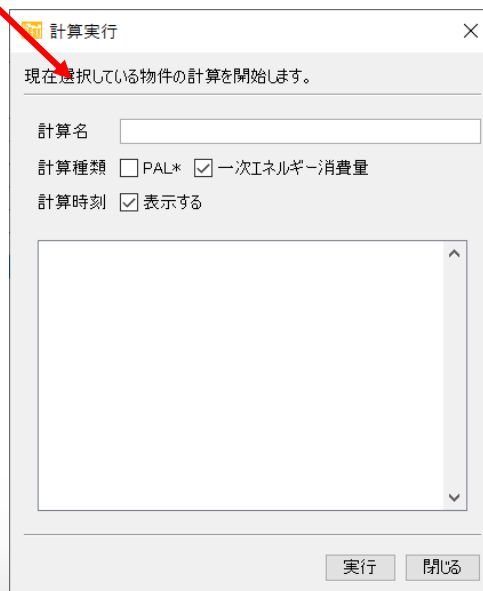 計算実行
現在選択している物件の計算を開始します。
計算名
計算種類 PAL* 一次エネルギー消費量
計算時刻 表示する
実行 閉じる